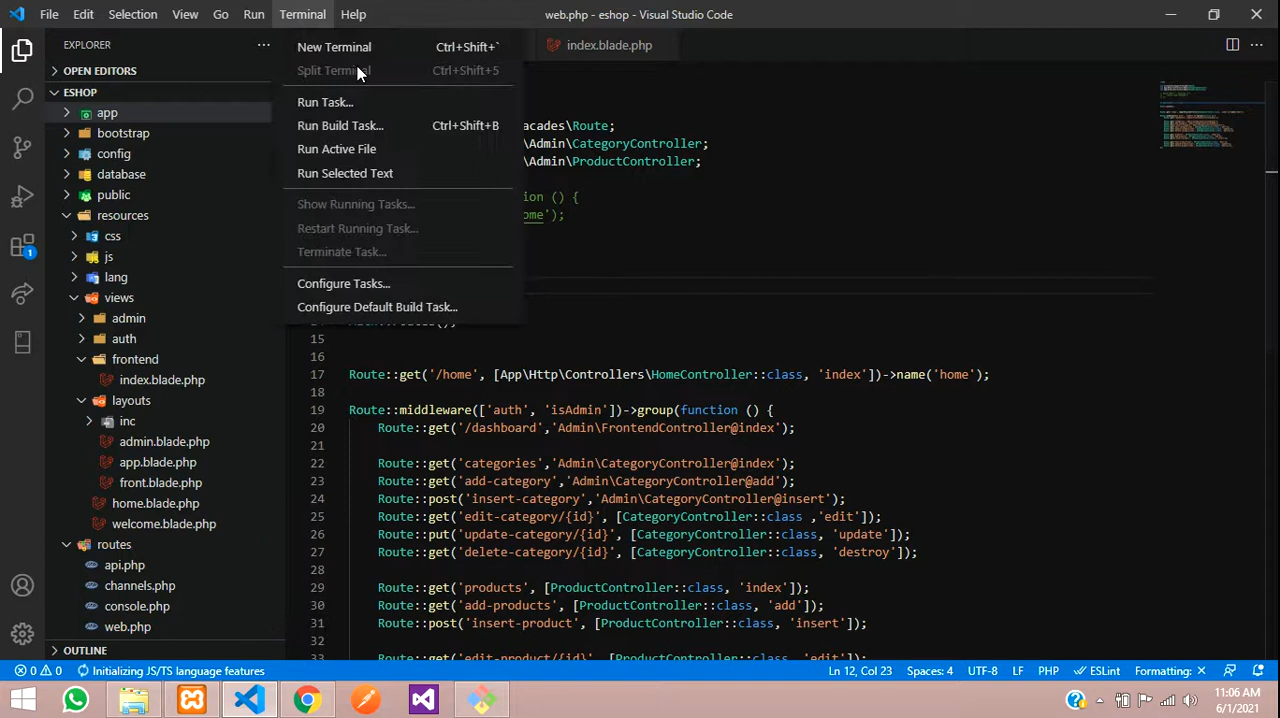 File Edit Selection View Go Run Terminal Help
web.php - eshop - Visual Studio Code
EXPLORER
OPEN EDITORS
ESHOP
app
bootstrap
config
database
public
resources
css
js
lang
views
admin
auth
frontend
index.blade.php
layouts
inc
admin.blade.php
app.blade.php
front.blade.php
home.blade.php
welcome.blade.php
routes
api.php
channels.php
console.php
web.php
OUTLINE
New Terminal Ctrl+Shift+`
Split Terminal Ctrl+Shift+5
Run Task...
Run Build Task... Ctrl+Shift+B
Run Active File
Run Selected Text
Show Running Tasks...
Restart Running Task...
Terminate Task...
Configure Tasks...
Configure Default Build Task...
index.blade.php
acades\Route;
Admin\CategoryController;
Admin\ProductController;
ion () {
ome');
15
16
17 Route::get('/home', [App\Http\Controllers\HomeController::class, 'index'])->name('home');
18
19 Route::middleware(['auth', 'isAdmin'])->group(function () {
20 Route::get('/dashboard','Admin\FrontendController@index');
21
22 Route::get('categories','Admin\CategoryController@index');
23 Route::get('add-category','Admin\CategoryController@add');
24 Route::post('insert-category','Admin\CategoryController@insert');
25 Route::get('edit-category/{id}', [CategoryController::class ,'edit']);
26 Route::put('update-category/{id}', [CategoryController::class, 'update']);
27 Route::get('delete-category/{id}', [CategoryController::class, 'destroy']);
28
29 Route::get('products', [ProductController::class, 'index']);
30 Route::get('add-products', [ProductController::class, 'add']);
31 Route::post('insert-product', [ProductController::class, 'insert']);
32
33 Route::get('edit-product/{id}', [ProductController::class, 'edit']);
0 0 Initializing JS/TS language features
Ln 12, Col 23 Spaces: 4 UTF-8 LF PHP ESLint Formatting:
11:06 AM
6/1/2021